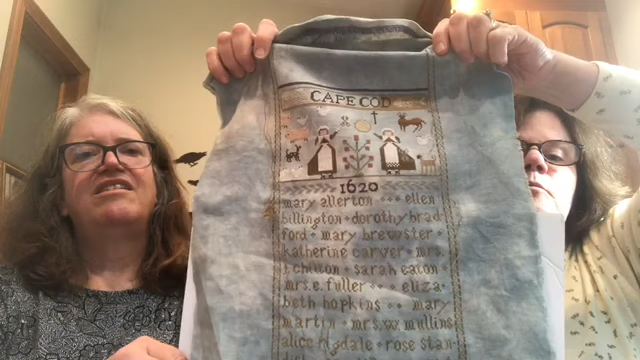 CAPE COD
1620
mary allerton ellen
billington dorothy brad
ford mary brewster
katherine carver mrs.
j. chilton sarah eaton
mrs. e. fuller eliza
beth hopkins mary
martin mrs. w. mullins
alice rigdale rose stan